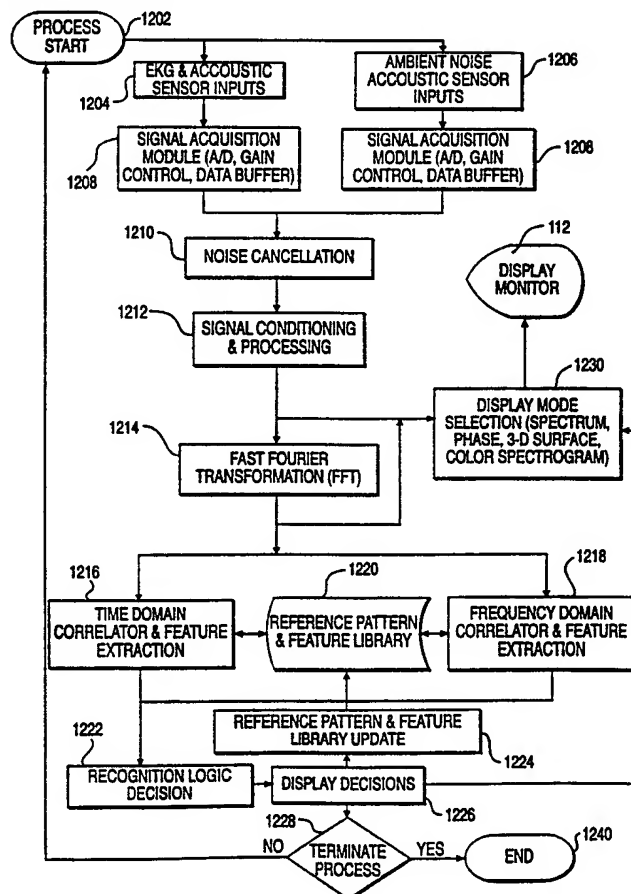 PROCESS
START
1202
EKG & ACCOUSTIC
SENSOR INPUTS
1204
AMBIENT NOISE
ACCOUSTIC SENSOR
INPUTS
1206
SIGNAL ACQUISITION
MODULE (A/D, GAIN
CONTROL, DATA BUFFER)
1208
SIGNAL ACQUISITION
MODULE (A/D, GAIN
CONTROL, DATA BUFFER)
1208
1210
NOISE CANCELLATION
112
DISPLAY
MONITOR
1212
SIGNAL CONDITIONING
& PROCESSING
1230
DISPLAY MODE
SELECTION (SPECTRUM,
PHASE, 3-D SURFACE,
COLOR SPECTROGRAM)
1214
FAST FOURIER
TRANSFORMATION (FFT)
1216
TIME DOMAIN
CORRELATOR & FEATURE
EXTRACTION
1220
REFERENCE PATTERN
& FEATURE LIBRARY
1218
FREQUENCY DOMAIN
CORRELATOR & FEATURE
EXTRACTION
REFERENCE PATTERN & FEATURE
LIBRARY UPDATE
1224
1222
RECOGNITION LOGIC
DECISION
DISPLAY DECISIONS
1226
1228
NO
TERMINATE
PROCESS
YES
END
1240